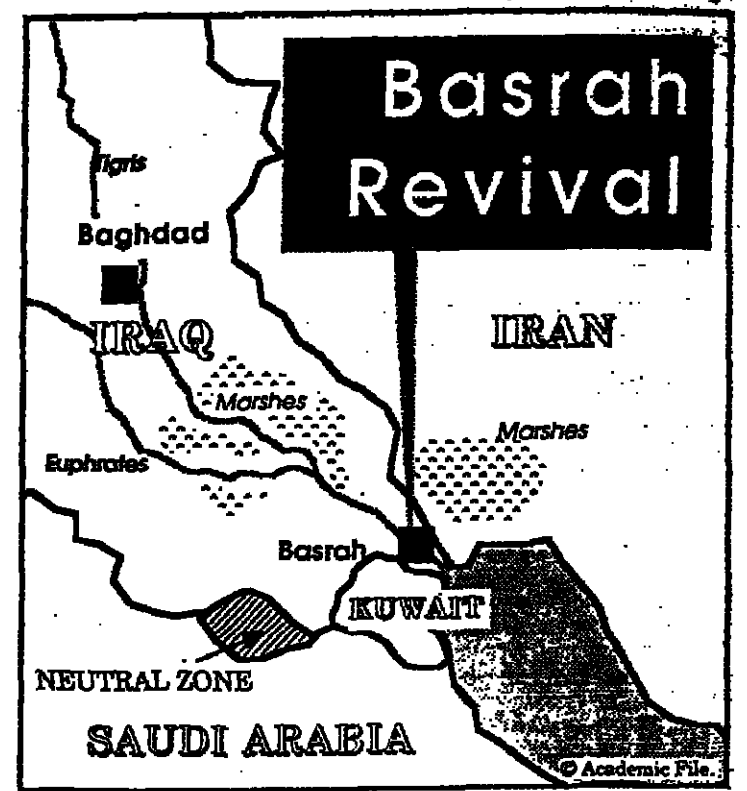 Basrah
Revival
Tigris
Baghdad
IRAQ
IRAN
Marshes
Marshes
Euphrates
Basrah
KUWAIT
NEUTRAL ZONE
SAUDI ARABIA
© Academic File.